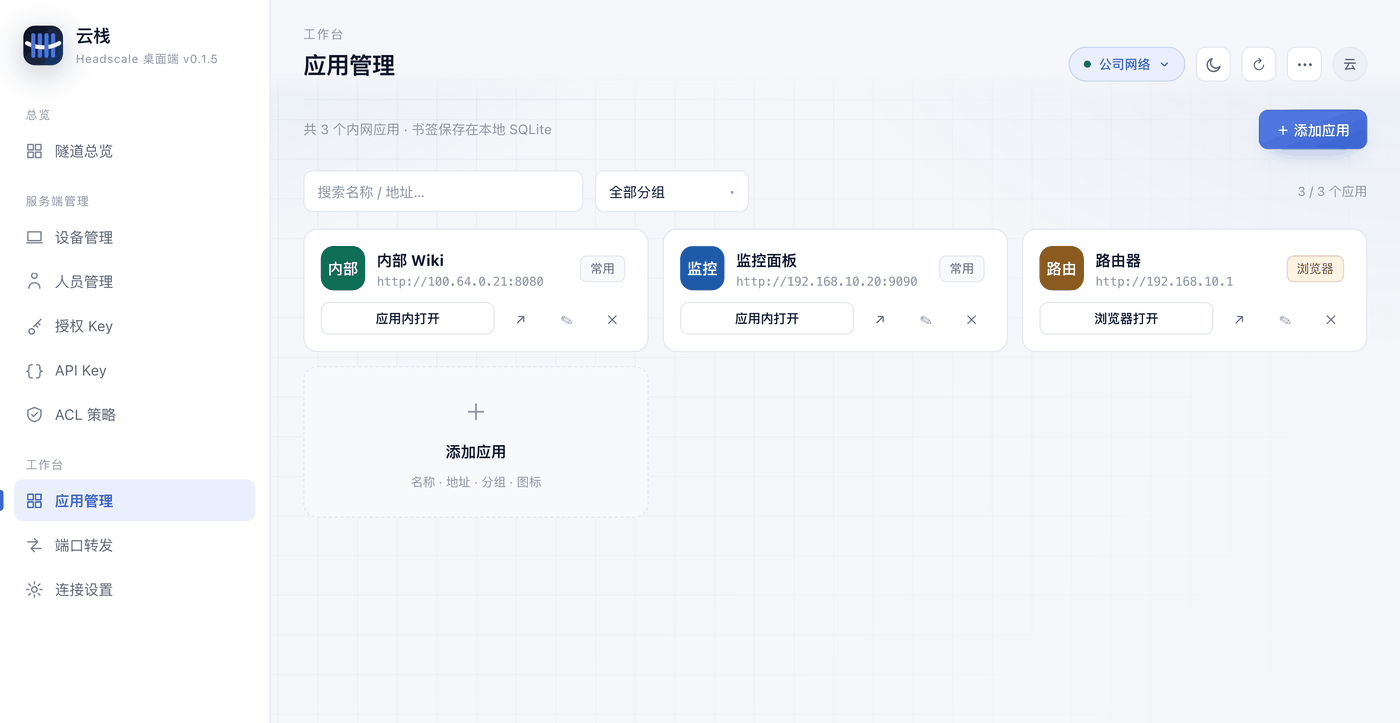 云栈
Headscale 桌面端 v0.1.5
总览
隧道总览
服务端管理
设备管理
人员管理
授权 Key
API Key
ACL 策略
工作台
应用管理
端口转发
连接设置
工作台
应用管理
公司网络
云
共 3 个内网应用 · 书签保存在本地 SQLite
+ 添加应用
搜索名称 / 地址...
全部分组
3 / 3 个应用
内部
内部 Wiki
http://100.64.0.21:8080
常用
应用内打开
监控
监控面板
http://192.168.10.20:9090
常用
应用内打开
路由
路由器
http://192.168.10.1
浏览器
浏览器打开
添加应用
名称 · 地址 · 分组 · 图标